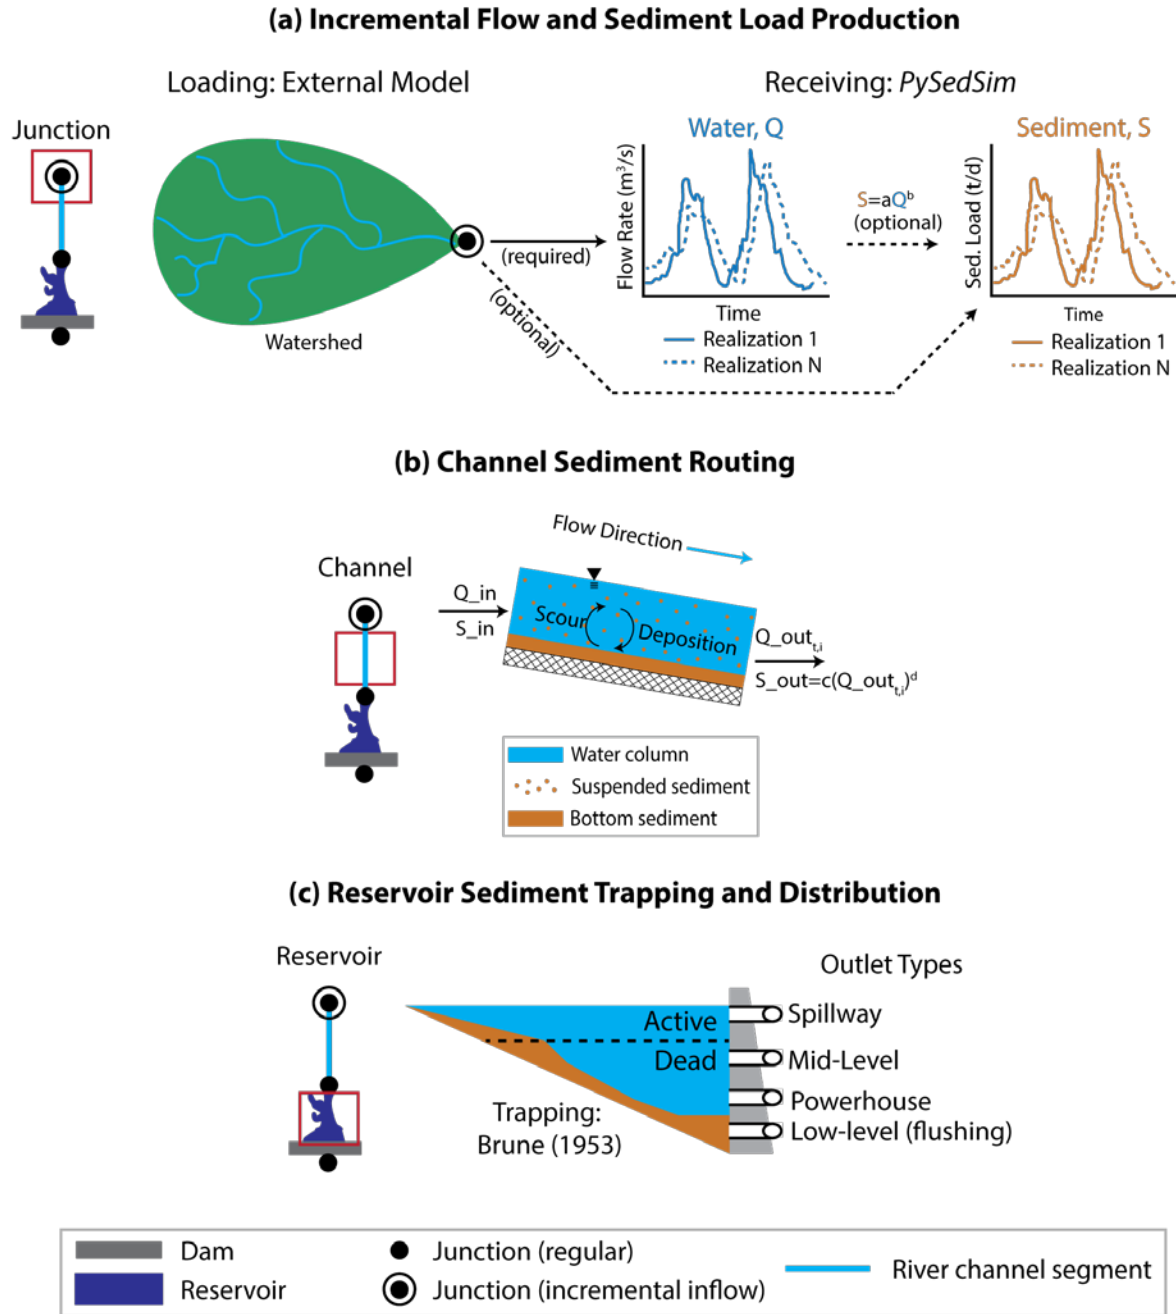 (a) Incremental Flow and Sediment Load Production
Loading: External Model
Receiving: PySedSim
Junction
Watershed
(required)
(optional)
Water, Q
Flow Rate (m³/s)
Time
Realization 1
Realization N
S=aQᵇ
(optional)
Sediment, S
Sed. Load (t/d)
Time
Realization 1
Realization N
(b) Channel Sediment Routing
Flow Direction
Channel
Q_in
S_in
Scour
Deposition
Q_out_t,i
S_out=c(Q_out_t,i)ᵈ
Water column
Suspended sediment
Bottom sediment
(c) Reservoir Sediment Trapping and Distribution
Reservoir
Outlet Types
Active
Dead
Trapping:
Brune (1953)
Spillway
Mid-Level
Powerhouse
Low-level (flushing)
Dam
Reservoir
Junction (regular)
Junction (incremental inflow)
River channel segment